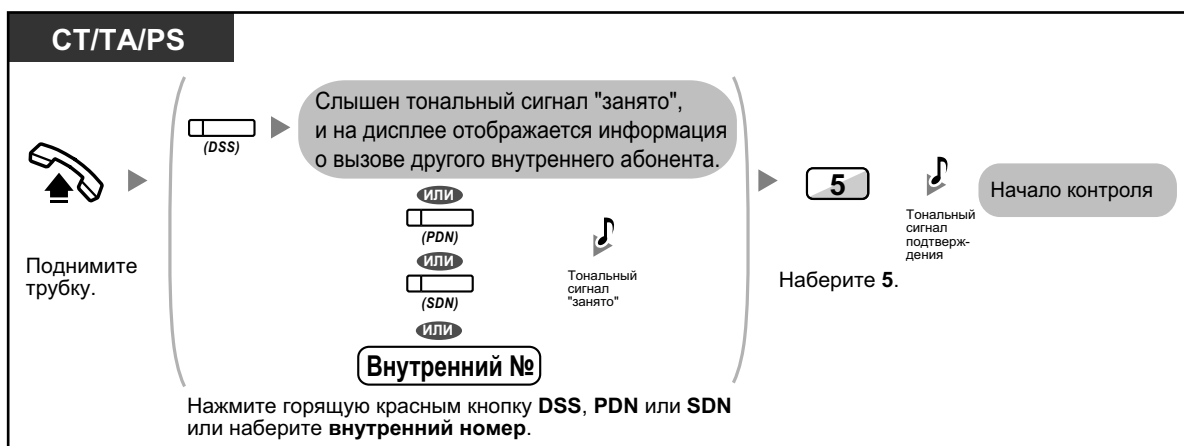 CT/TA/PS
Поднимите
трубку.
(DSS)
Слышен тональный сигнал "занято",
и на дисплее отображается информация
о вызове другого внутреннего абонента.
или
(PDN)
или
(SDN)
или
Внутренний №
Тональный
сигнал
"занято"
Нажмите горящую красным кнопку DSS, PDN или SDN
или наберите внутренний номер.
5
Наберите 5.
Тональный
сигнал
подтверж-
дения
Начало контроля